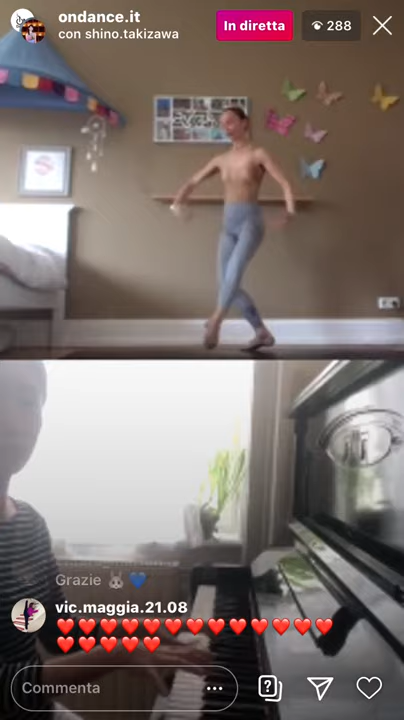 ondance.it
con shino.takizawa
In diretta
288
Grazie 🐰💙
vic.maggia.21.08
❤️❤️❤️❤️❤️❤️❤️❤️❤️❤️❤️❤️❤️
❤️❤️❤️❤️❤️
Commenta